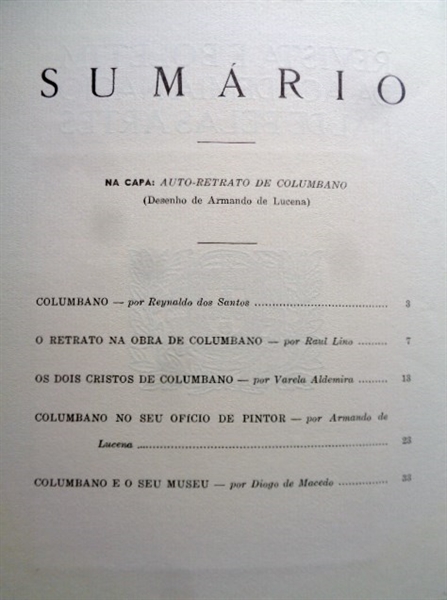 SUMÁRIO
NA CAPA: AUTO-RETRATO DE COLUMBANO
(Desenho de Armando de Lucena)
COLUMBANO — por Reynaldo dos Santos ........................................ 3
O RETRATO NA OBRA DE COLUMBANO — por Raul Lino ......... 7
OS DOIS CRISTOS DE COLUMBANO — por Varela Aldemira ............ 13
COLUMBANO NO SEU OFÍCIO DE PINTOR — por Armando de
Lucena ........................................................................ 23
COLUMBANO E O SEU MUSEU — por Diogo de Macedo ............... 33